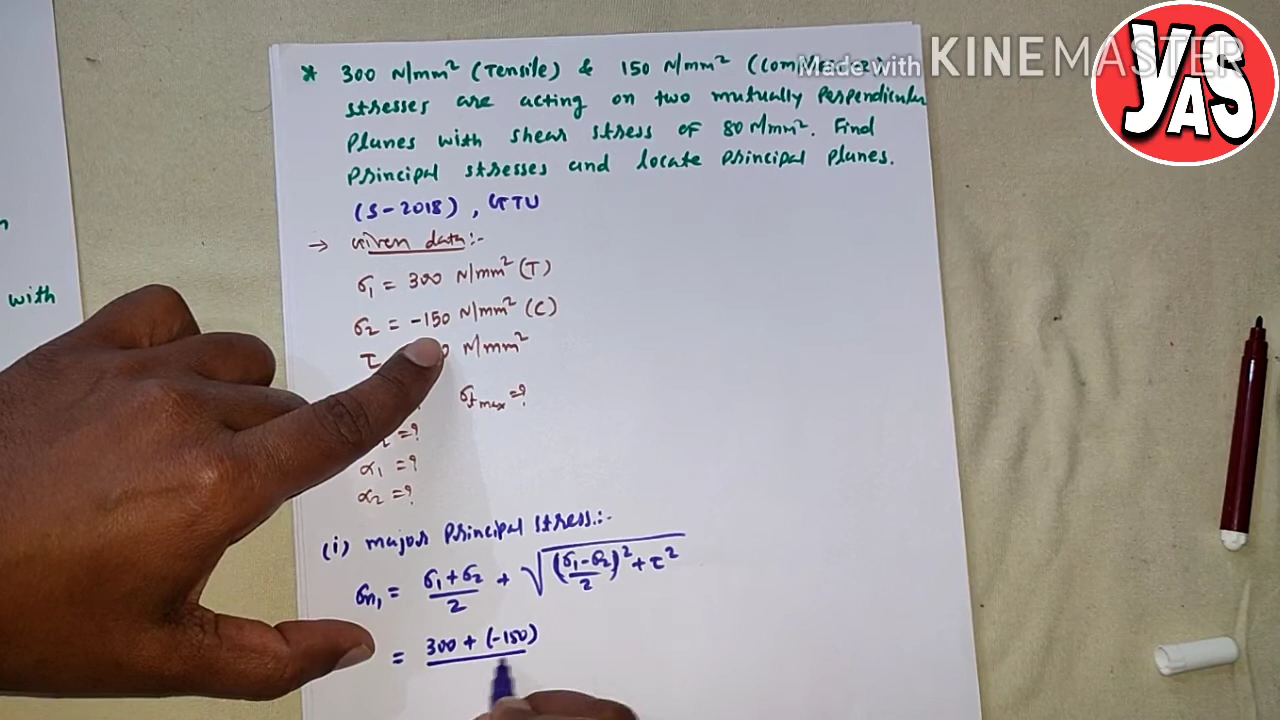 Made with KINEMASTER
YAS
* 300 N/mm² (Tensile) & 150 N/mm²
stresses are acting on two mutually perpendicular
planes with shear stress of 80 N/mm². Find
principal stresses and locate principal planes.
(S-2018), GTU
→ Given data:-
σ₁ = 300 N/mm² (T)
σ₂ = -150 N/mm² (C)
τ N/mm²
σt max = ?
= ?
α₁ = ?
α₂ = ?
with
(i) major principal stress:-
σn₁ = σ₁+σ₂/2 + √(σ₁-σ₂/2)²+τ²
= 300 + (-150)